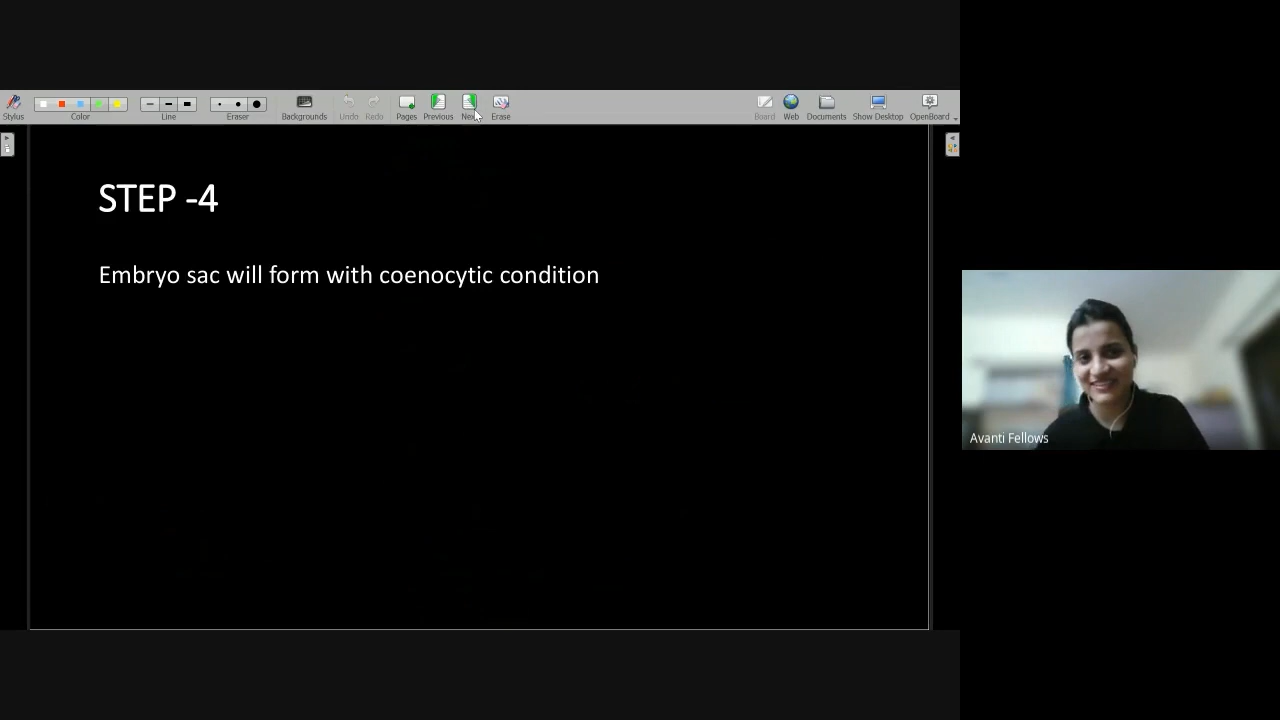 Stylus
Color
Line
Eraser
Backgrounds
Undo
Redo
Pages
Previous
Erase
Board
Web
Documents
Show Desktop
OpenBoard
STEP -4
Embryo sac will form with coenocytic condition
Avanti Fellows